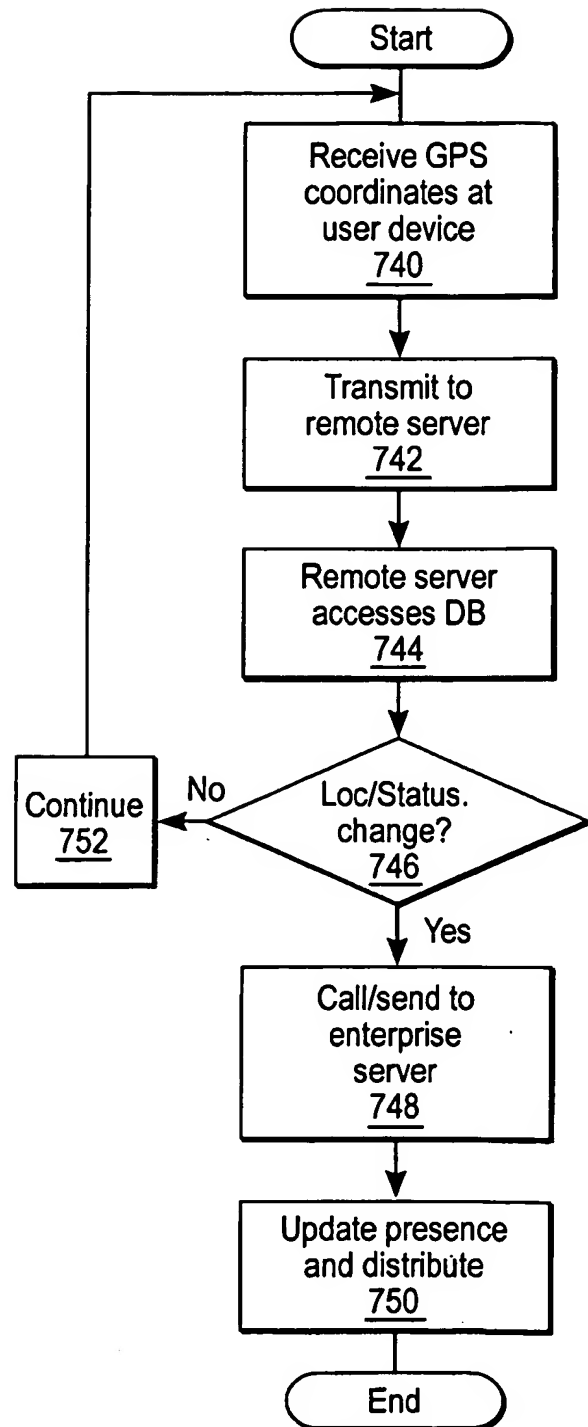 Start
Receive GPS
coordinates at
user device
740
Transmit to
remote server
742
Remote server
accesses DB
744
Loc/Status.
change?
746
No
Continue
752
Yes
Call/send to
enterprise
server
748
Update presence
and distribute
750
End